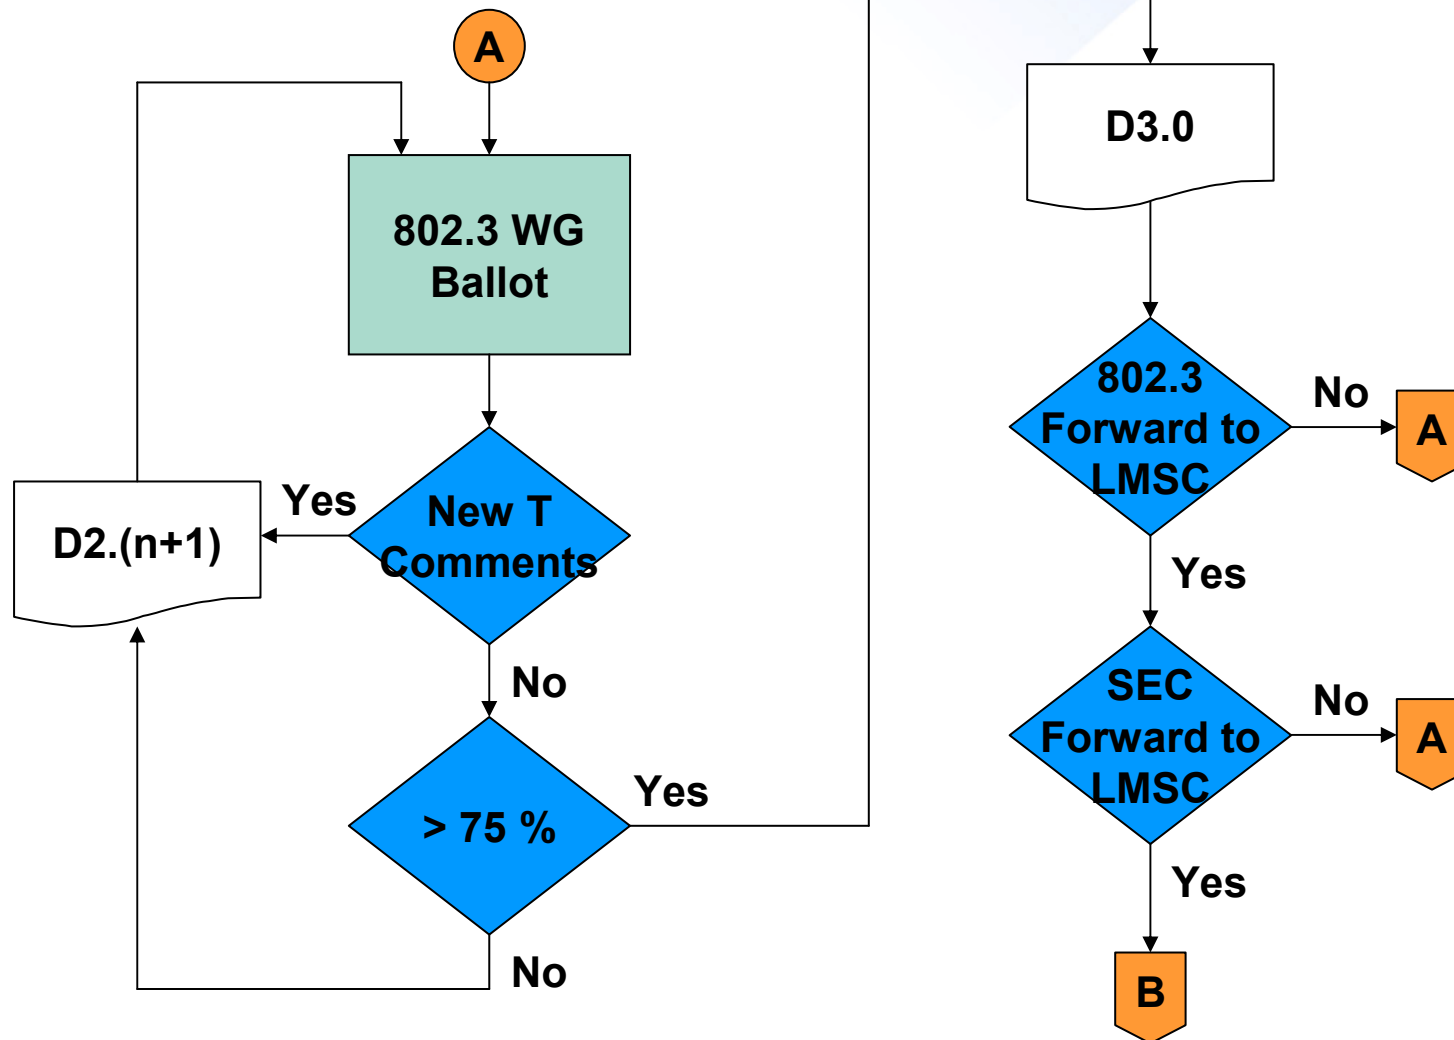 A
802.3 WG
Ballot
New T
Comments
Yes
D2.(n+1)
No
> 75 %
Yes
No
D3.0
802.3
Forward to
LMSC
No
A
Yes
SEC
Forward to
LMSC
No
A
Yes
B